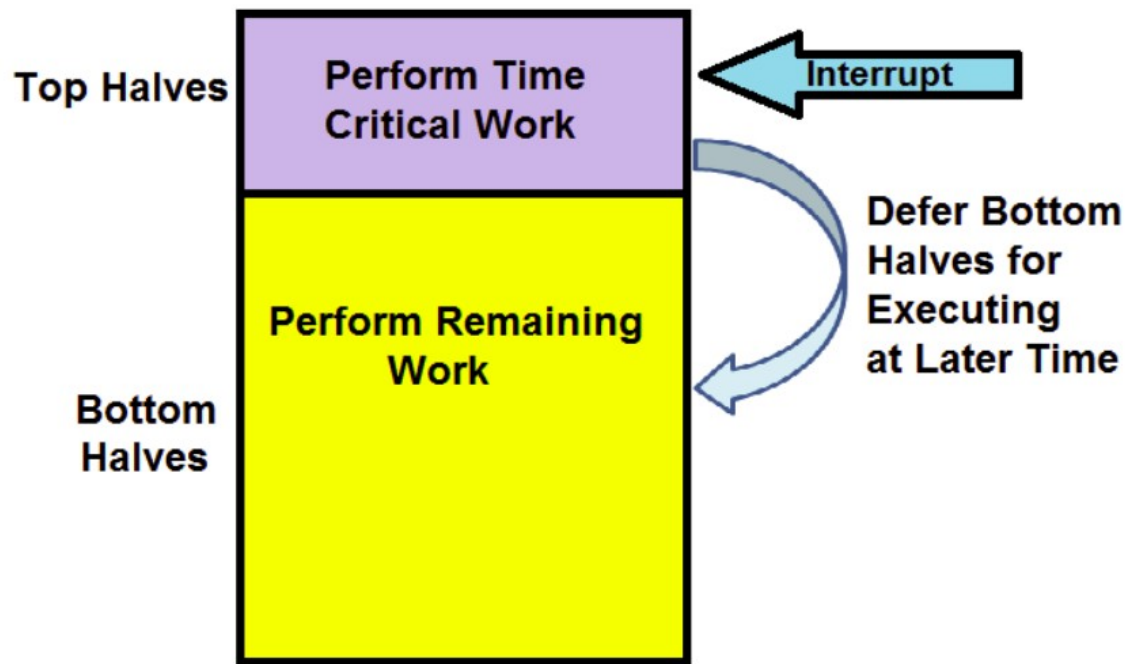 Top Halves
Perform Time
Critical Work
Interrupt
Defer Bottom
Halves for
Executing
at Later Time
Perform Remaining
Work
Bottom
Halves